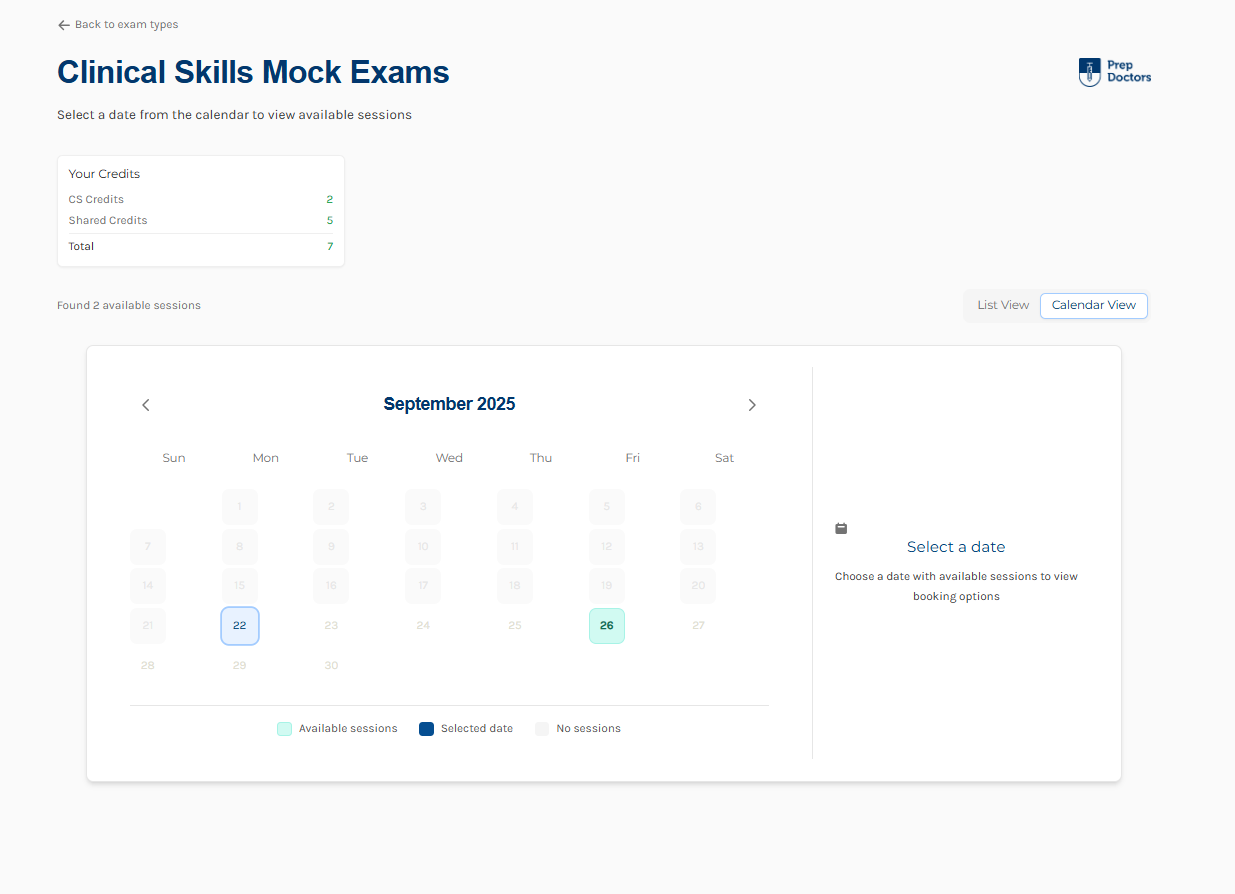 Back to exam types
Clinical Skills Mock Exams
Prep
Doctors
Select a date from the calendar to view available sessions
Your Credits
CS Credits 2
Shared Credits 5
Total 7
Found 2 available sessions
List View Calendar View
September 2025
Sun Mon Tue Wed Thu Fri Sat
1 2 3 4 5 6
7 8 9 10 11 12 13
14 15 16 17 18 19 20
21 22 23 24 25 26 27
28 29 30
Available sessions Selected date No sessions
Select a date
Choose a date with available sessions to view
booking options